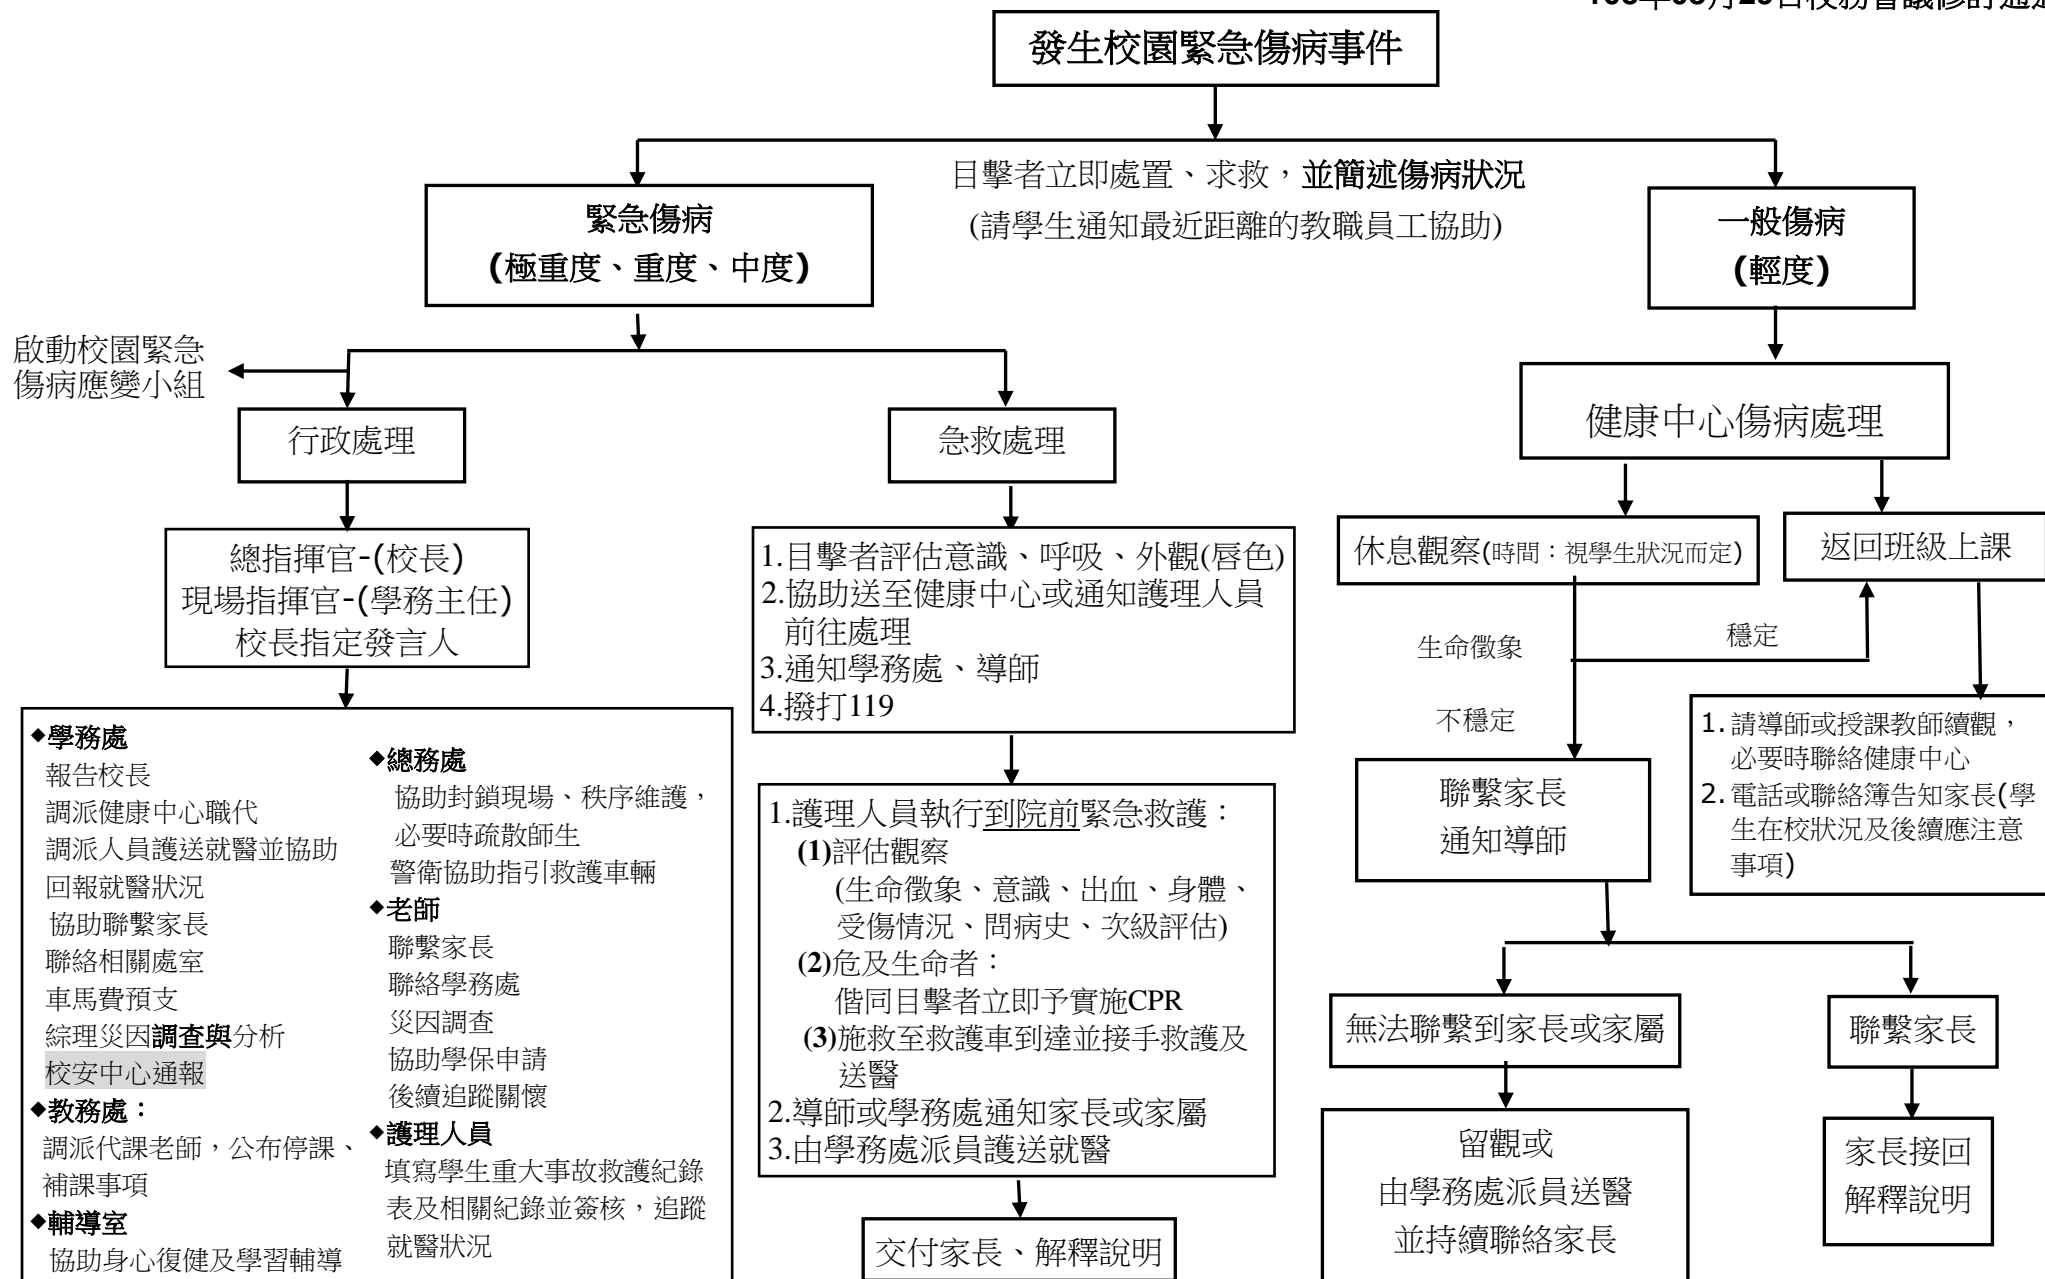 發生校園緊急傷病事件
目擊者立即處置、求救，並簡述傷病狀況
(請學生通知最近距離的教職員工協助)
緊急傷病
(極重度、重度、中度)
一般傷病
(輕度)
啟動校園緊急
傷病應變小組
行政處理
急救處理
健康中心傷病處理
總指揮官-(校長)
現場指揮官-(學務主任)
校長指定發言人
◆學務處
報告校長
調派健康中心職代
調派人員護送就醫並協助
回報就醫狀況
協助聯繫家長
聯絡相關處室
車馬費預支
綜理災因調查與分析
校安中心通報
◆教務處：
調派代課老師，公布停課、
補課事項
◆輔導室
協助身心復健及學習輔導
◆總務處
協助封鎖現場、秩序維護，
必要時疏散師生
警衛協助指引救護車輛
◆老師
聯繫家長
聯絡學務處
災因調查
協助學保申請
後續追蹤關懷
◆護理人員
填寫學生重大事故救護紀錄
表及相關紀錄並簽核，追蹤
就醫狀況
1.目擊者評估意識、呼吸、外觀(唇色)
2.協助送至健康中心或通知護理人員
前往處理
3.通知學務處、導師
4.撥打119
1.護理人員執行到院前緊急救護：
(1)評估觀察
(生命徵象、意識、出血、身體、
受傷情況、問病史、次級評估)
(2)危及生命者：
偕同目擊者立即予實施CPR
(3)施救至救護車到達並接手救護及
送醫
2.導師或學務處通知家長或家屬
3.由學務處派員護送就醫
交付家長、解釋說明
休息觀察(時間：視學生狀況而定)
返回班級上課
生命徵象
穩定
不穩定
1.請導師或授課教師續觀，
必要時聯絡健康中心
2.電話或聯絡簿告知家長(學
生在校狀況及後續應注意
事項)
聯繫家長
通知導師
無法聯繫到家長或家屬
聯繫家長
留觀或
由學務處派員送醫
並持續聯絡家長
家長接回
解釋說明